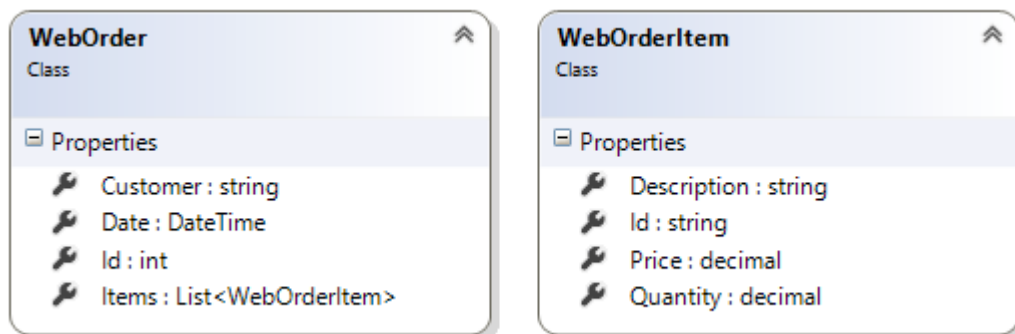 WebOrder
Class
Properties
Customer : string
Date : DateTime
Id : int
Items : List<WebOrderItem>
WebOrderItem
Class
Properties
Description : string
Id : string
Price : decimal
Quantity : decimal